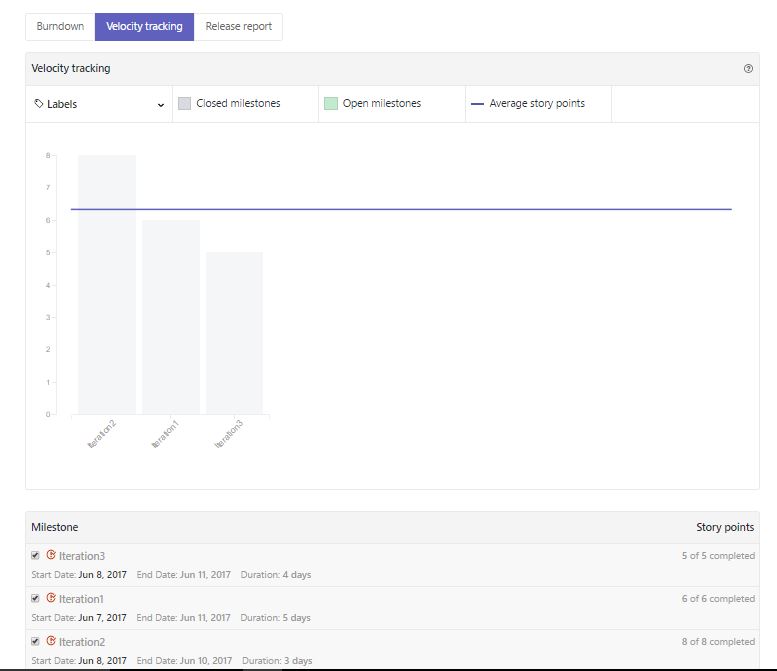 Burndown Velocity tracking Release report
Velocity tracking
Labels Closed milestones Open milestones Average story points
8
7
6
5
4
3
2
1
0
Iteration2 Iteration1 Iteration3
Milestone Story points
Iteration3 5 of 5 completed
Start Date: Jun 8, 2017 End Date: Jun 11, 2017 Duration: 4 days
Iteration1 6 of 6 completed
Start Date: Jun 7, 2017 End Date: Jun 11, 2017 Duration: 5 days
Iteration2 8 of 8 completed
Start Date: Jun 8, 2017 End Date: Jun 10, 2017 Duration: 3 days